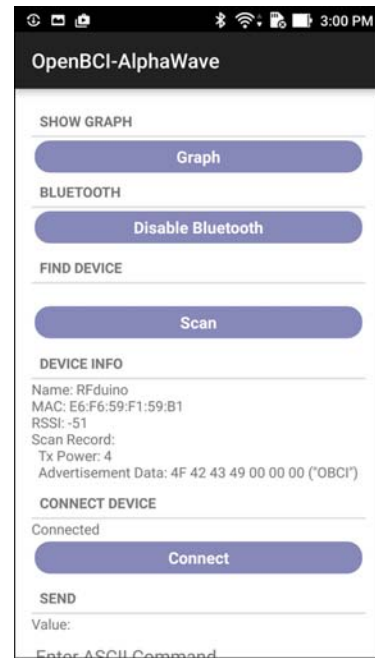 3:00 PM
OpenBCI-AlphaWave
SHOW GRAPH
Graph
BLUETOOTH
Disable Bluetooth
FIND DEVICE
Scan
DEVICE INFO
Name: RFduino
MAC: E6:F6:59:F1:59:B1
RSSI: -51
Scan Record:
Tx Power: 4
Advertisement Data: 4F 42 43 49 00 00 00 ("OBCI")
CONNECT DEVICE
Connected
Connect
SEND
Value:
Enter ASCII Command